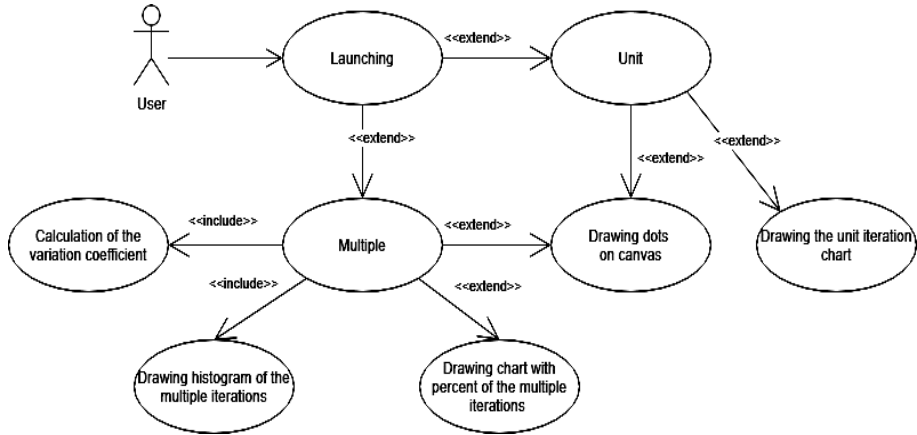 <<extend>>
Launching
Unit
User
<<extend>>
<<extend>>
<<extend>>
<<include>>
<<extend>>
Calculation of the
variation coefficient
Multiple
Drawing dots
on canvas
Drawing the unit iteration
chart
<<include>>
<<extend>>
Drawing histogram of the
multiple iterations
Drawing chart with
percent of the multiple
iterations